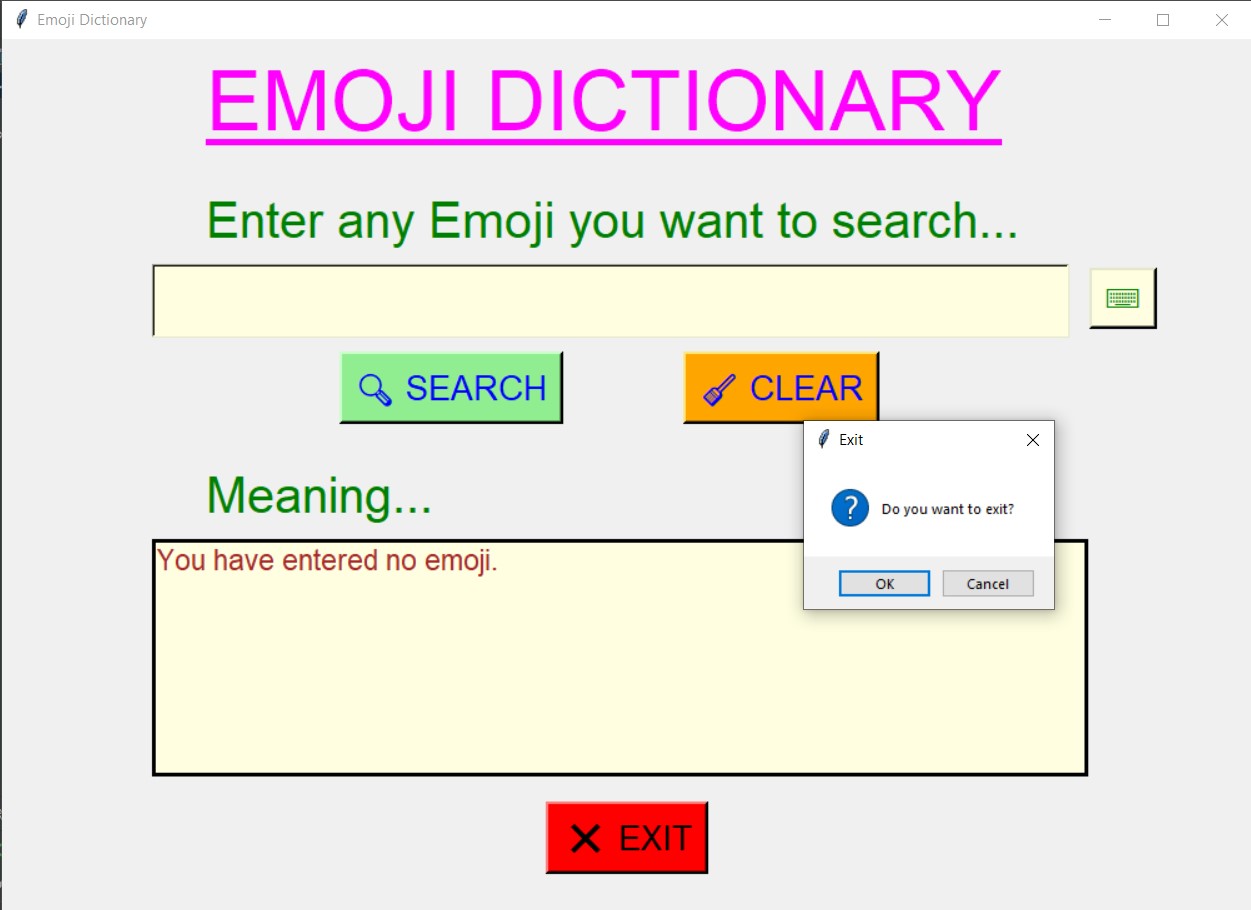 Emoji Dictionary
EMOJI DICTIONARY
Enter any Emoji you want to search...
SEARCH
CLEAR
Exit
Do you want to exit?
OK
Cancel
Meaning...
You have entered no emoji.
EXIT